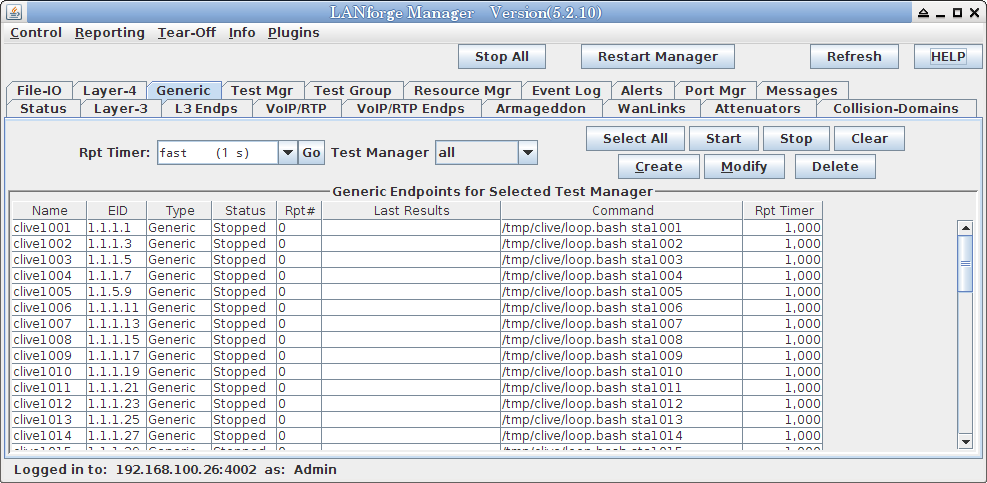 LANforge Manager Version(5.2.10)
Control Reporting Tear-Off Info Plugins
Stop All Restart Manager Refresh HELP
File-IO Layer-4 Generic Test Mgr Test Group Resource Mgr Event Log Alerts Port Mgr Messages
Status Layer-3 L3 Endps VoIP/RTP VoIP/RTP Endps Armageddon WanLinks Attenuators Collision-Domains
Rpt Timer: fast (1 s) Go Test Manager all
Select All Start Stop Clear
Create Modify Delete
Generic Endpoints for Selected Test Manager
Name EID Type Status Rpt# Last Results Command Rpt Timer
clive1001 1.1.1.1 Generic Stopped 0 /tmp/clive/loop.bash sta1001 1,000
clive1002 1.1.1.3 Generic Stopped 0 /tmp/clive/loop.bash sta1002 1,000
clive1003 1.1.1.5 Generic Stopped 0 /tmp/clive/loop.bash sta1003 1,000
clive1004 1.1.1.7 Generic Stopped 0 /tmp/clive/loop.bash sta1004 1,000
clive1005 1.1.5.9 Generic Stopped 0 /tmp/clive/loop.bash sta1005 1,000
clive1006 1.1.1.11 Generic Stopped 0 /tmp/clive/loop.bash sta1006 1,000
clive1007 1.1.1.13 Generic Stopped 0 /tmp/clive/loop.bash sta1007 1,000
clive1008 1.1.1.15 Generic Stopped 0 /tmp/clive/loop.bash sta1008 1,000
clive1009 1.1.1.17 Generic Stopped 0 /tmp/clive/loop.bash sta1009 1,000
clive1010 1.1.1.19 Generic Stopped 0 /tmp/clive/loop.bash sta1010 1,000
clive1011 1.1.1.21 Generic Stopped 0 /tmp/clive/loop.bash sta1011 1,000
clive1012 1.1.1.23 Generic Stopped 0 /tmp/clive/loop.bash sta1012 1,000
clive1013 1.1.1.25 Generic Stopped 0 /tmp/clive/loop.bash sta1013 1,000
clive1014 1.1.1.27 Generic Stopped 0 /tmp/clive/loop.bash sta1014 1,000
Logged in to: 192.168.100.26:4002 as: Admin